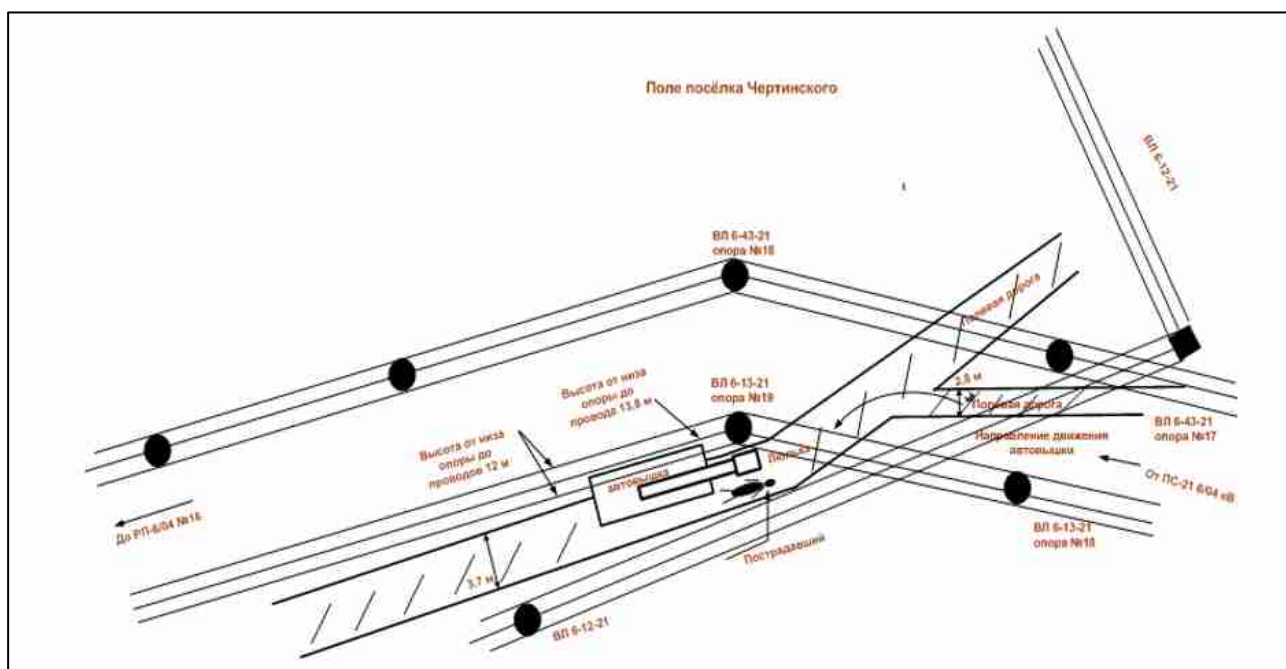 Поле посёлка Чертинского
ВЛ 6-12-21
ВЛ 6-43-21
опора №18
Полевая дорога
Высота от низа
опоры до
провода 13,8 м
ВЛ 6-13-21
опора №19
2,8 м
Полевая дорога
Высота от низа
опоры до
проводов 12 м
Люлька
автовышка
ВЛ 6-43-21
опора №17
Направление движения
автовышки
От ПС-21 6/04 кВ
До РП-6/04 №16
ВЛ 6-13-21
опора №18
Пострадавший
3,7 м
ВЛ 6-12-21